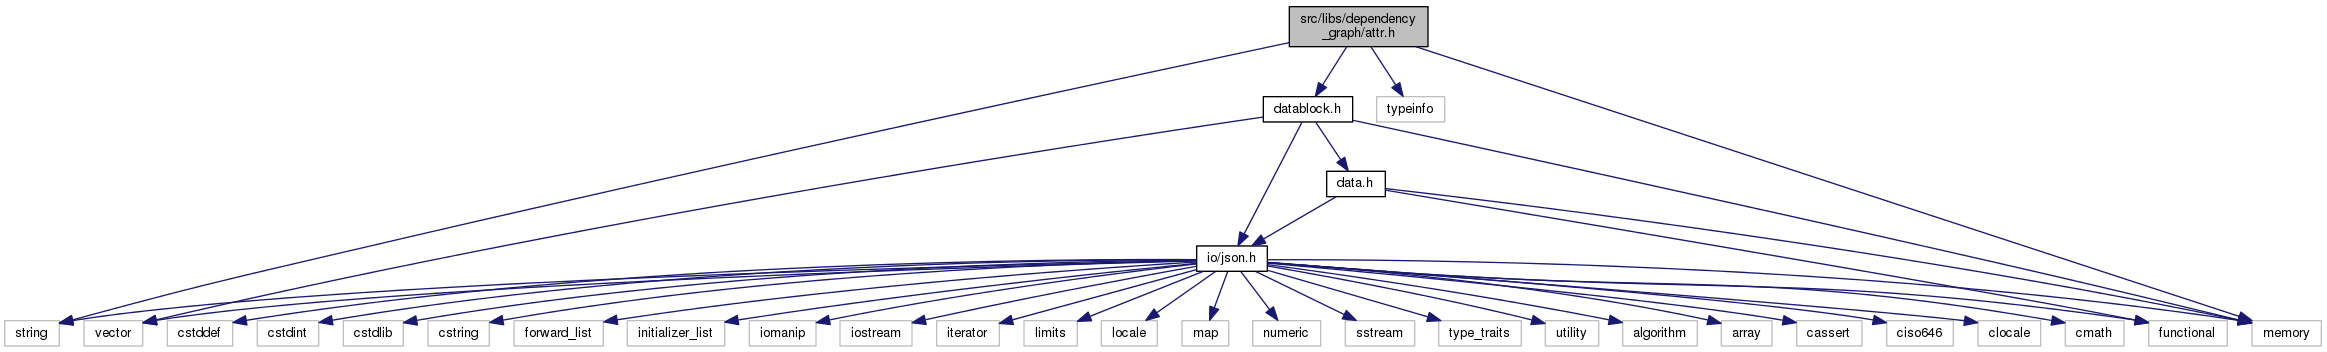 src/libs/dependency
_graph/attr.h
datablock.h
typeinfo
data.h
io/json.h
string
vector
cstddef
cstdint
cstdlib
cstring
forward_list
initializer_list
iomanip
iostream
iterator
limits
locale
map
numeric
sstream
type_traits
utility
algorithm
array
cassert
ciso646
clocale
cmath
functional
memory